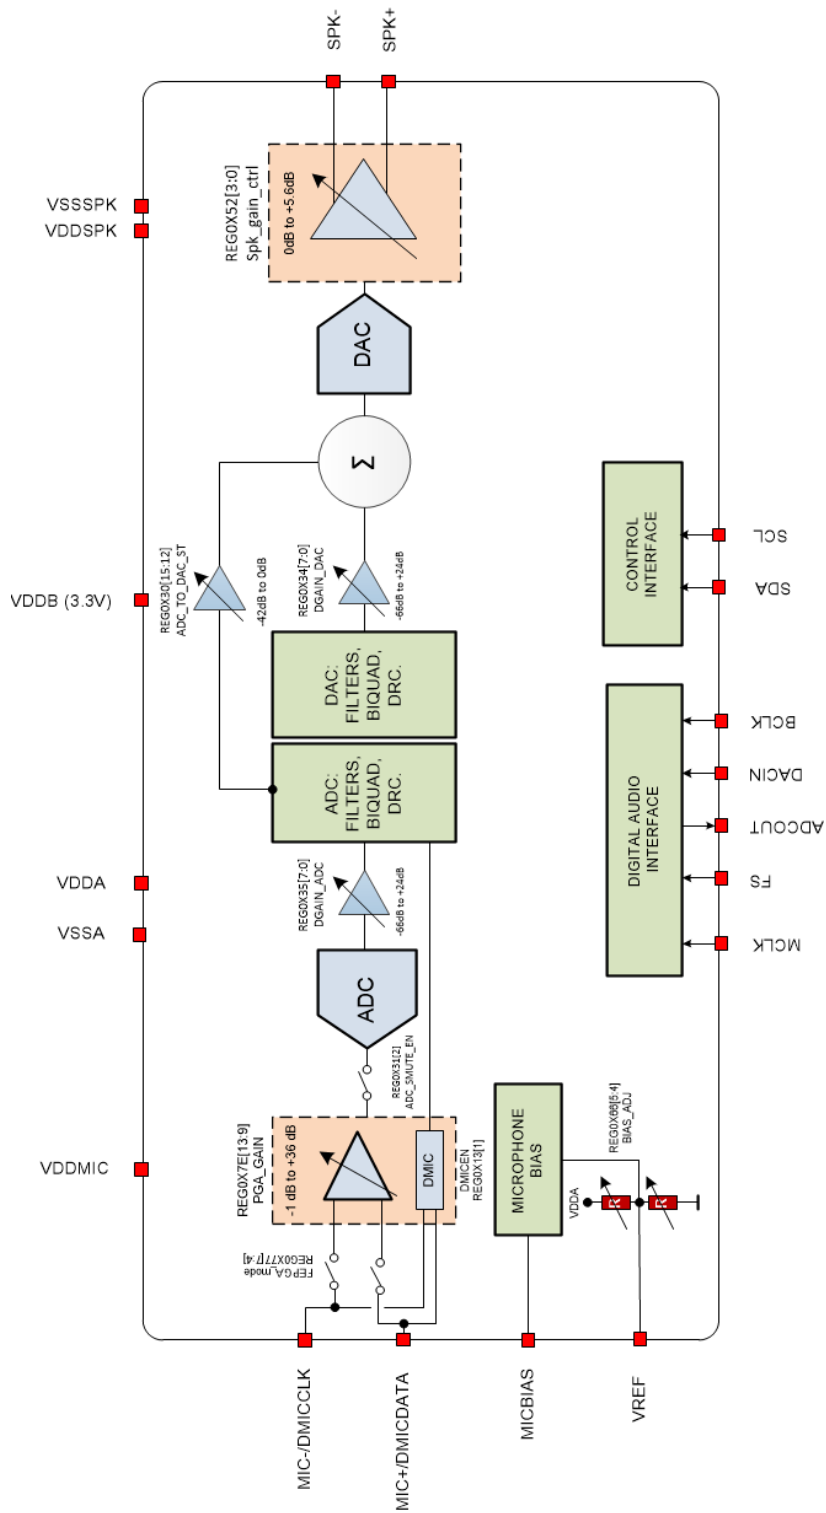 SPK-
SPK+
VSSSPK
VDDSPK
REG0X52[3:0]
Spk_gain_ctrl
0dB to +5.6dB
DAC
Σ
VDDB (3.3V)
REG0X30[15:12]
ADC_TO_DAC_ST
-42dB to 0dB
REG0X34[7:0]
DGAIN_DAC
-66dB to +24dB
DAC:
FILTERS,
BIQUAD,
DRC.
ADC:
FILTERS,
BIQUAD,
DRC.
CONTROL
INTERFACE
SCL
SDA
DIGITAL AUDIO
INTERFACE
BCLK
DACIN
ADCOUT
FS
MCLK
VDDA
VSSA
REG0X35[7:0]
DGAIN_ADC
-66dB to +24dB
ADC
REG0X31[2]
ADC_SMUTE_EN
VDDMIC
REG0X7E[13:9]
PGA_GAIN
-1 dB to +36 dB
DMIC
DMICEN
REG0X13[1]
FEPGA_mode
REG0X77[7:4]
MICROPHONE
BIAS
REG0X66[5:4]
BIAS_ADJ
VDDA
R
R
MIC-/DMICCLK
MIC+/DMICDATA
MICBIAS
VREF